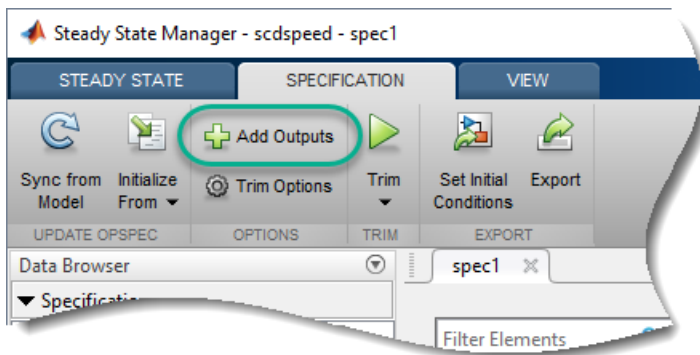 Steady State Manager - scdspeed - spec1
STEADY STATE SPECIFICATION VIEW
Sync from Model
Initialize From
Add Outputs
Trim Options
Trim
Set Initial Conditions
Export
UPDATE OPSPEC OPTIONS TRIM EXPORT
Data Browser
spec1
Filter Elements